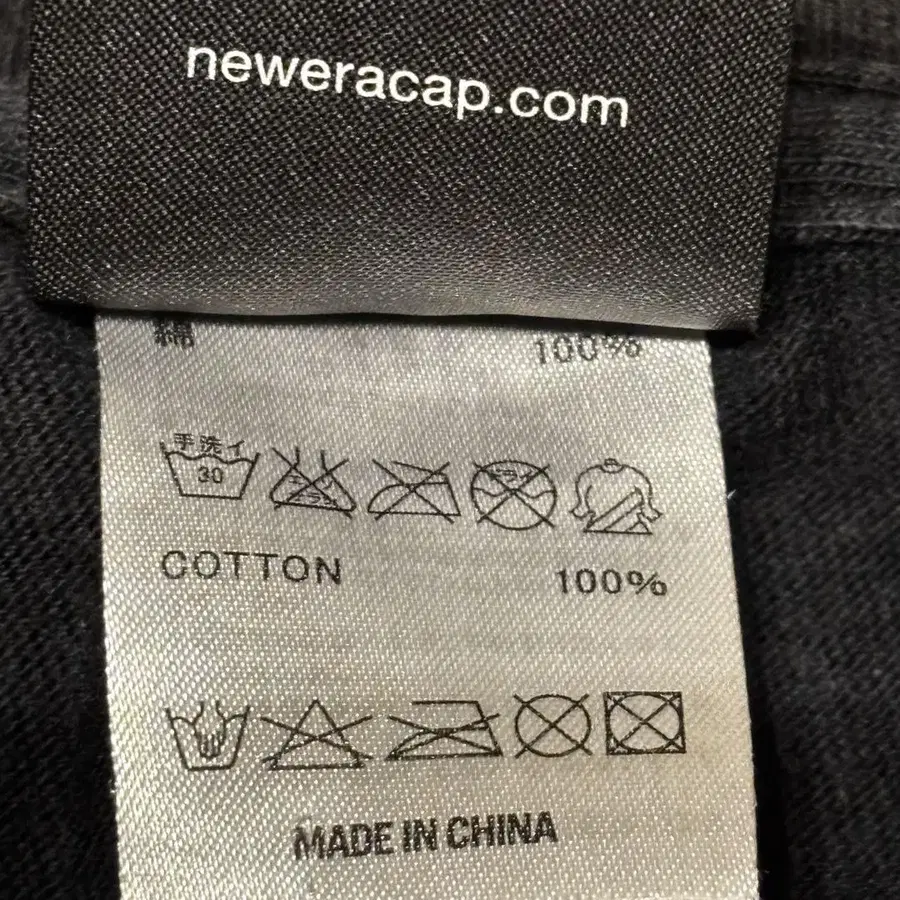 neweracap.com
綿 100%
手洗イ
30
COTTON 100%
MADE IN CHINA